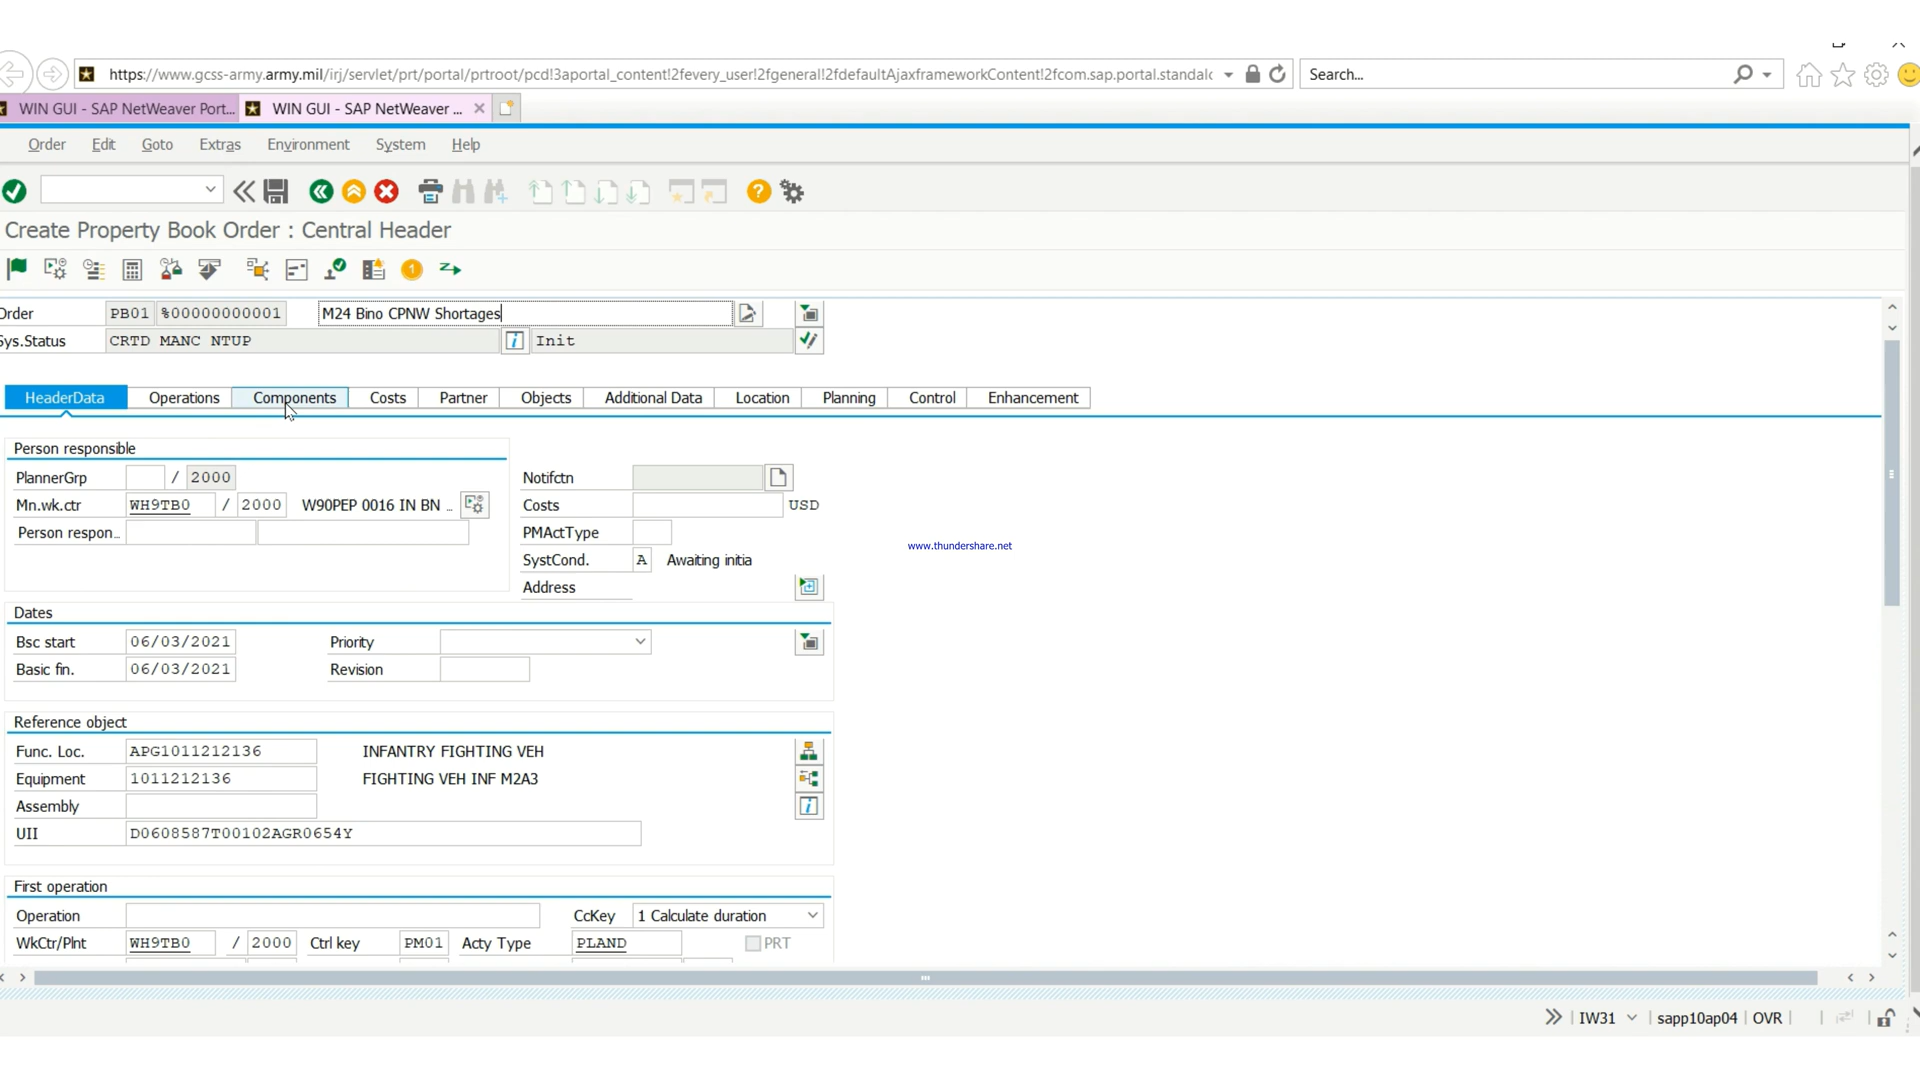 https://www.gcss-army.army.mil/irj/servlet/prt/portal/prtroot/pcd!3aportal_content!2fevery_user!2fgeneral!2fdefaultAjaxframeworkContent!2fcom.sap.portal.standalc Search...
WIN GUI - SAP NetWeaver Port... WIN GUI - SAP NetWeaver ...
Order Edit Goto Extras Environment System Help
Create Property Book Order : Central Header
Order PB01 %00000000001 M24 Bino CPNW Shortages
Sys.Status CRTD MANC NTUP Init
HeaderData Operations Components Costs Partner Objects Additional Data Location Planning Control Enhancement
Person responsible
PlannerGrp / 2000 Notifctn
Mn.wk.ctr WH9TB0 / 2000 W90PEP 0016 IN BN ... Costs USD
Person respon... PMActType
www.thundershare.net
SystCond. A Awaiting initia
Address
Dates
Bsc start 06/03/2021 Priority
Basic fin. 06/03/2021 Revision
Reference object
Func. Loc. APG1011212136 INFANTRY FIGHTING VEH
Equipment 1011212136 FIGHTING VEH INF M2A3
Assembly
UII D0608587T00102AGR0654Y
First operation
Operation CcKey 1 Calculate duration
WkCtr/Plnt WH9TB0 / 2000 Ctrl key PM01 Acty Type PLAND PRT
IW31 sapp10ap04 OVR